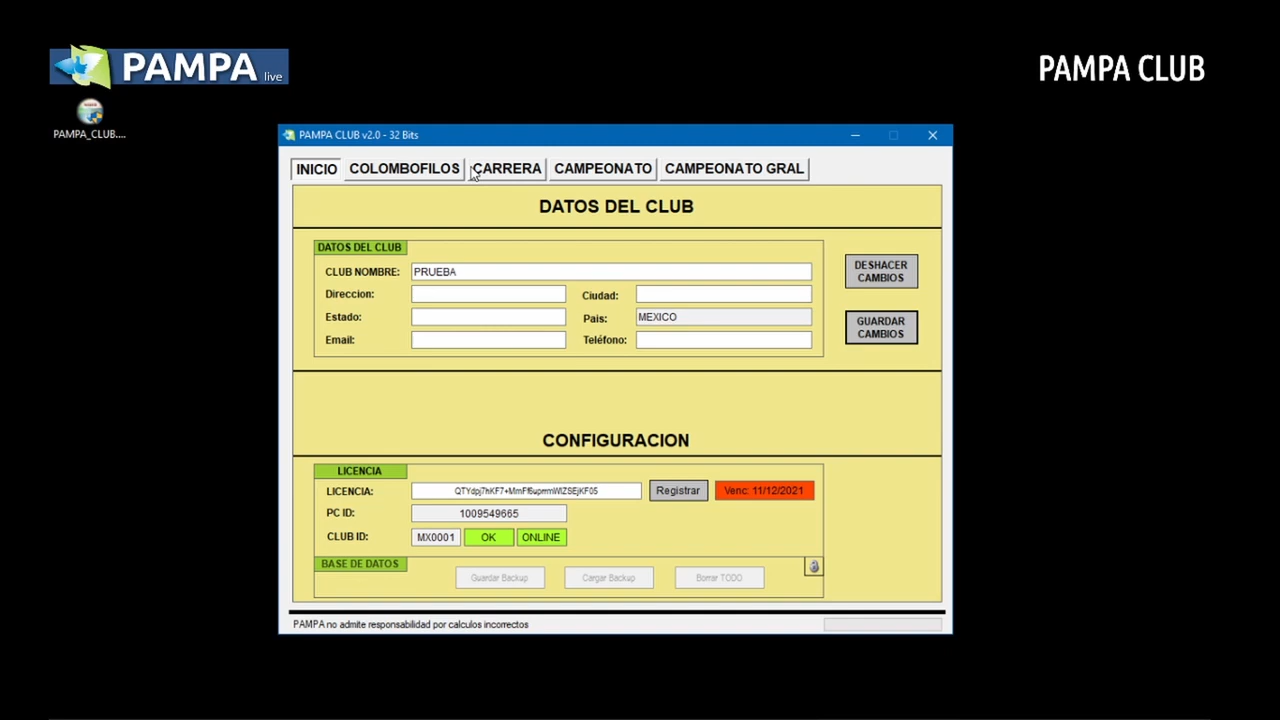 PAMPA live
PAMPA CLUB
PAMPA_CLUB....
PAMPA CLUB v2.0 - 32 Bits
INICIO COLOMBOFILOS CARRERA CAMPEONATO CAMPEONATO GRAL
DATOS DEL CLUB
DATOS DEL CLUB
CLUB NOMBRE: PRUEBA
Direccion: Ciudad:
Estado: Pais: MEXICO
Email: Teléfono:
DESHACER
CAMBIOS
GUARDAR
CAMBIOS
CONFIGURACION
LICENCIA
LICENCIA: Registrar Venc: 11/12/2021
PC ID: 1009549665
CLUB ID: MX0001 OK ONLINE
BASE DE DATOS
Guardar Backup Cargar Backup Borrar TODO
PAMPA no admite responsabilidad por calculos incorrectos